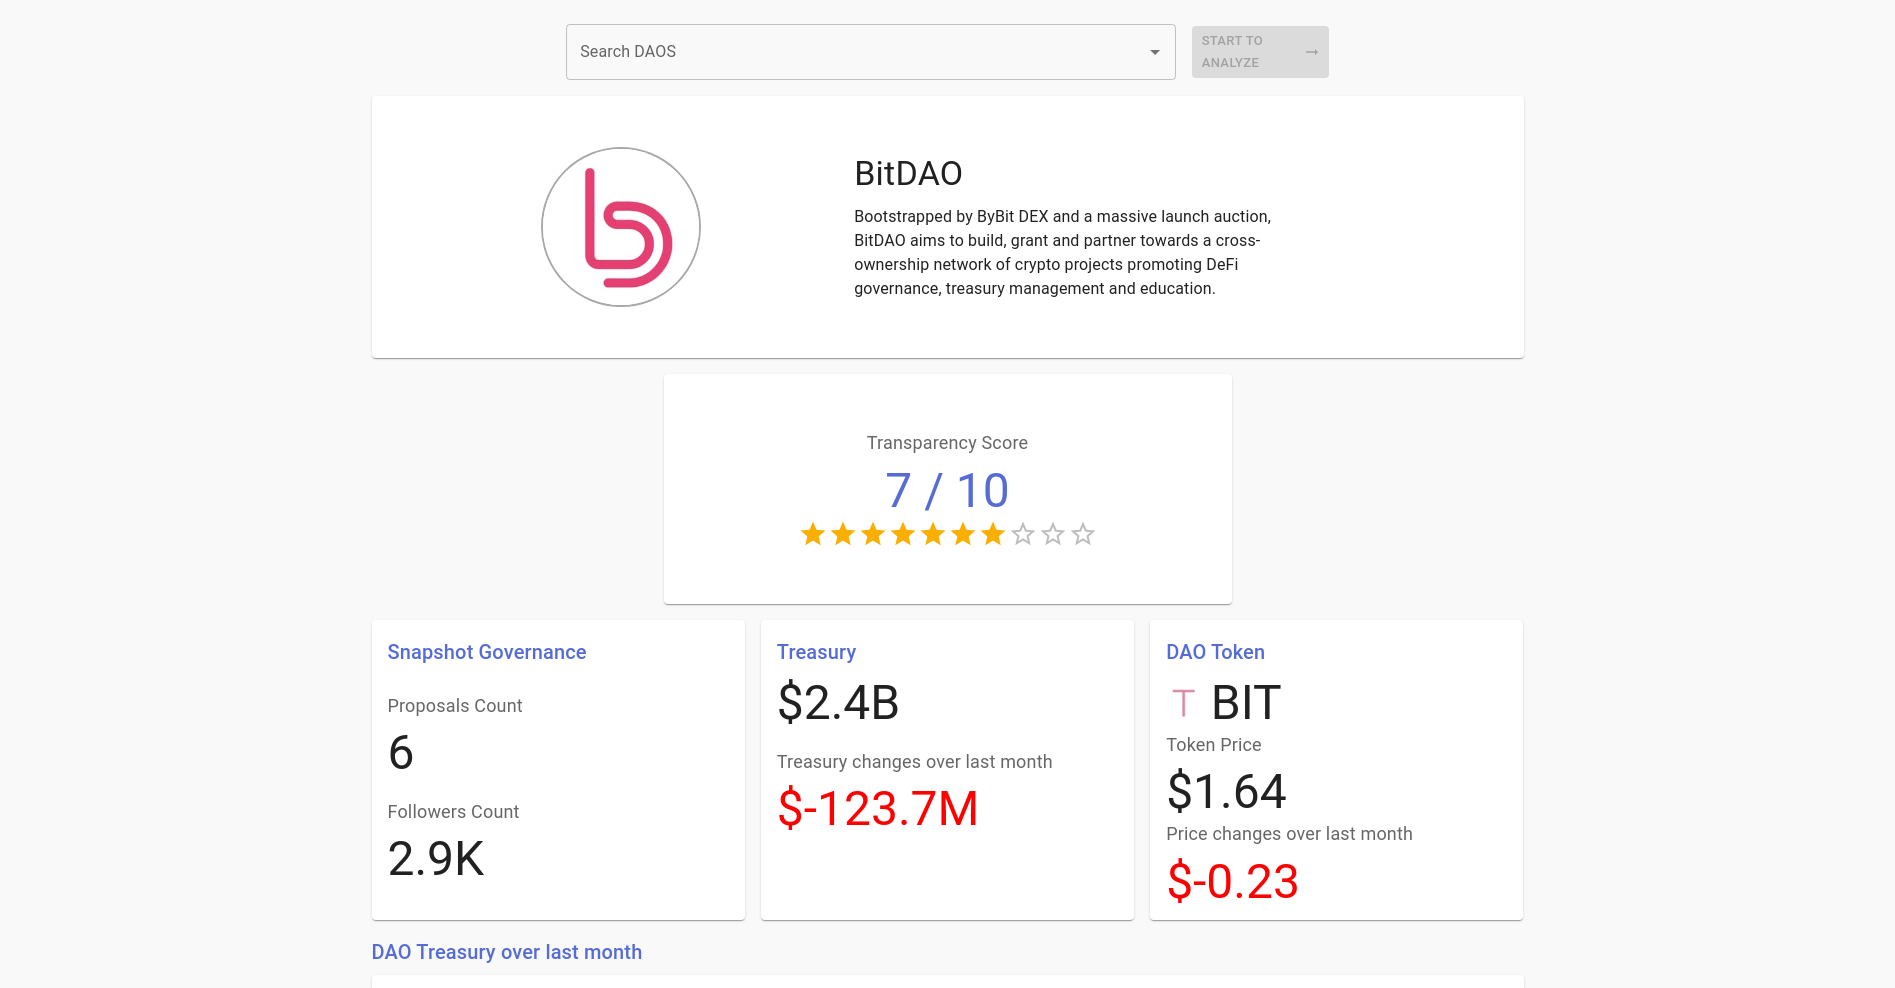 Search DAOS
START TO
ANALYZE
BitDAO
Bootstrapped by ByBit DEX and a massive launch auction,
BitDAO aims to build, grant and partner towards a cross-
ownership network of crypto projects promoting DeFi
governance, treasury management and education.
Transparency Score
7 / 10
Snapshot Governance
Proposals Count
6
Followers Count
2.9K
Treasury
$2.4B
Treasury changes over last month
$-123.7M
DAO Token
T BIT
Token Price
$1.64
Price changes over last month
$-0.23
DAO Treasury over last month